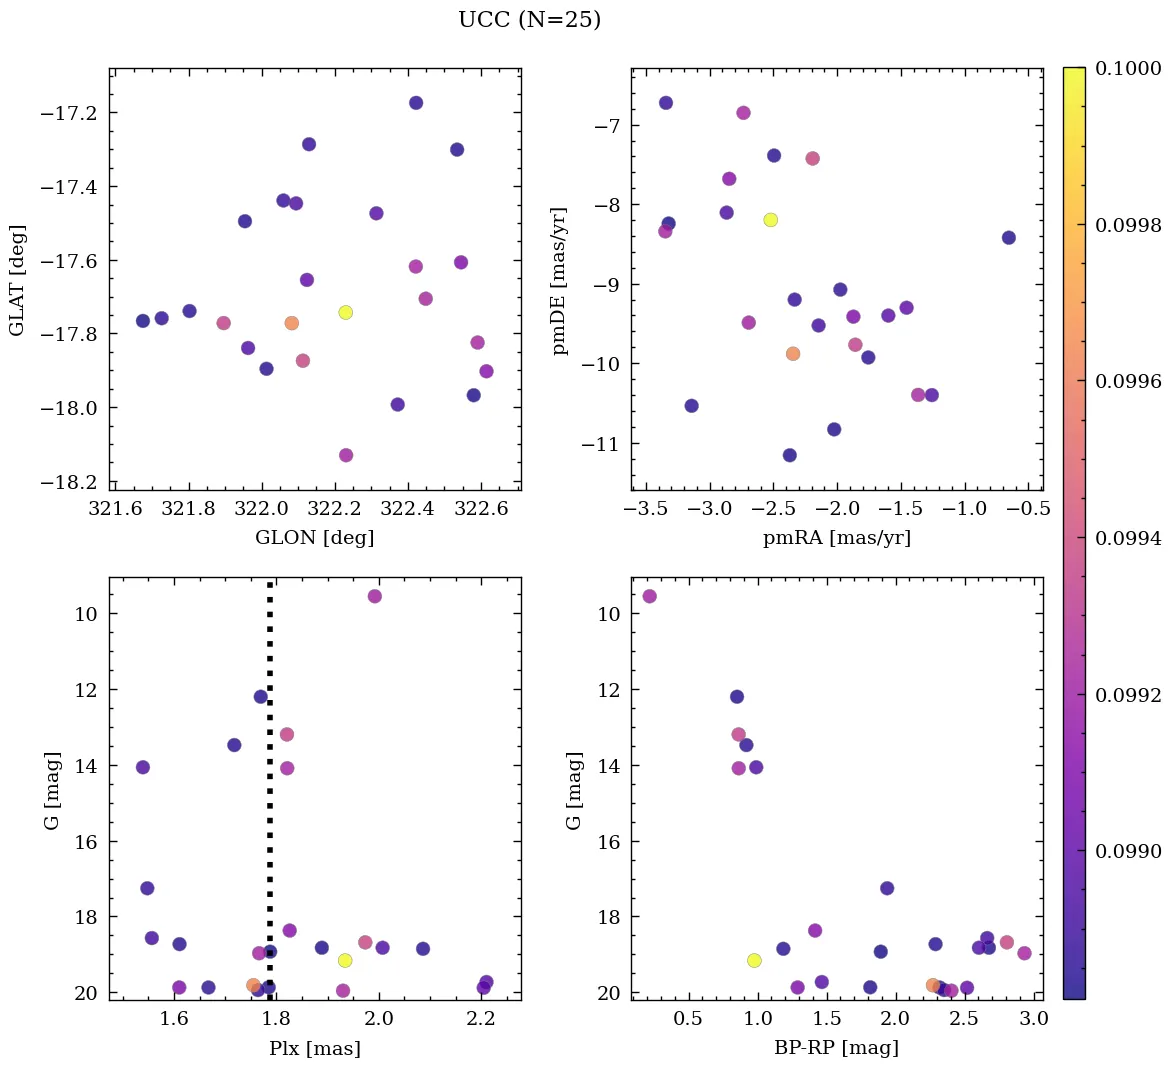 UCC (N=25)
−17.2
−17.4
−17.6
−17.8
−18.0
−18.2
321.6 321.8 322.0 322.2 322.4 322.6
GLON [deg]
GLAT [deg]
−7
−8
−9
−10
−11
−3.5 −3.0 −2.5 −2.0 −1.5 −1.0 −0.5
pmRA [mas/yr]
pmDE [mas/yr]
0.1000
0.0998
0.0996
0.0994
0.0992
0.0990
10
12
14
16
18
20
1.6 1.8 2.0 2.2
Plx [mas]
G [mag]
10
12
14
16
18
20
0.5 1.0 1.5 2.0 2.5 3.0
BP-RP [mag]
G [mag]